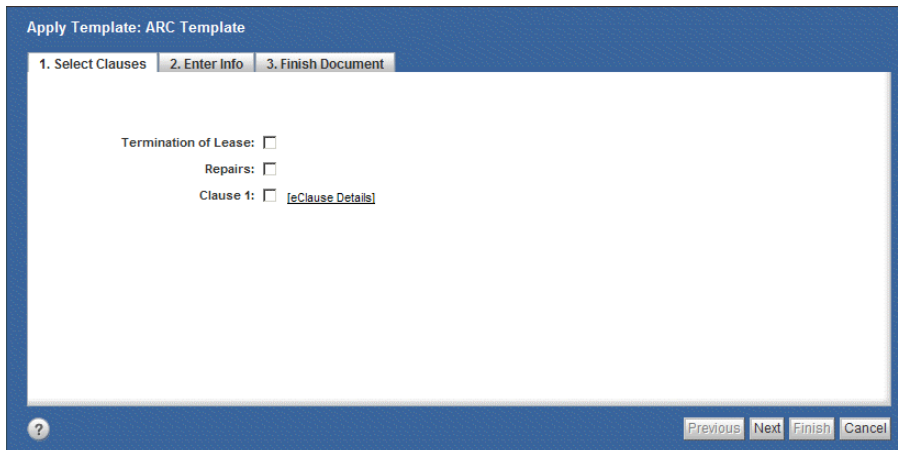 Apply Template: ARC Template
1. Select Clauses 2. Enter Info 3. Finish Document
Termination of Lease:
Repairs:
Clause 1: [eClause Details]
? Previous Next Finish Cancel